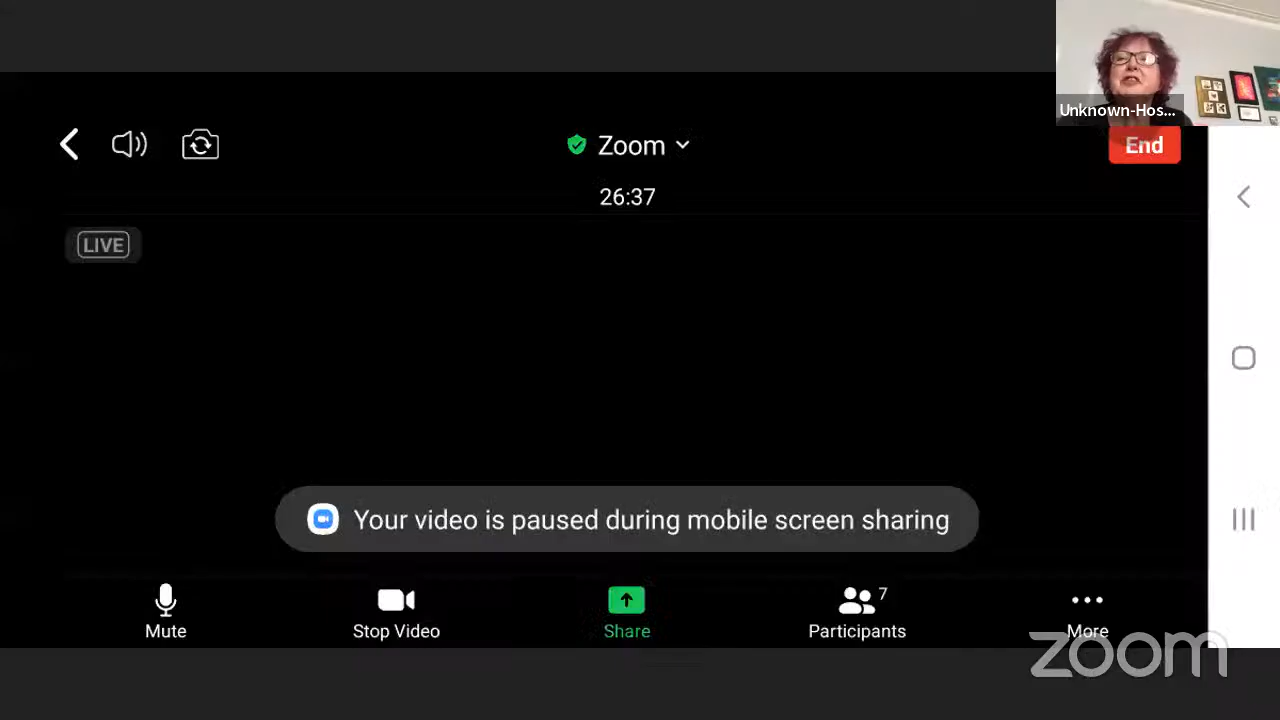 Unknown-Hos...
Zoom
End
26:37
LIVE
Your video is paused during mobile screen sharing
7
Mute
Stop Video
Share
Participants
More
zoom